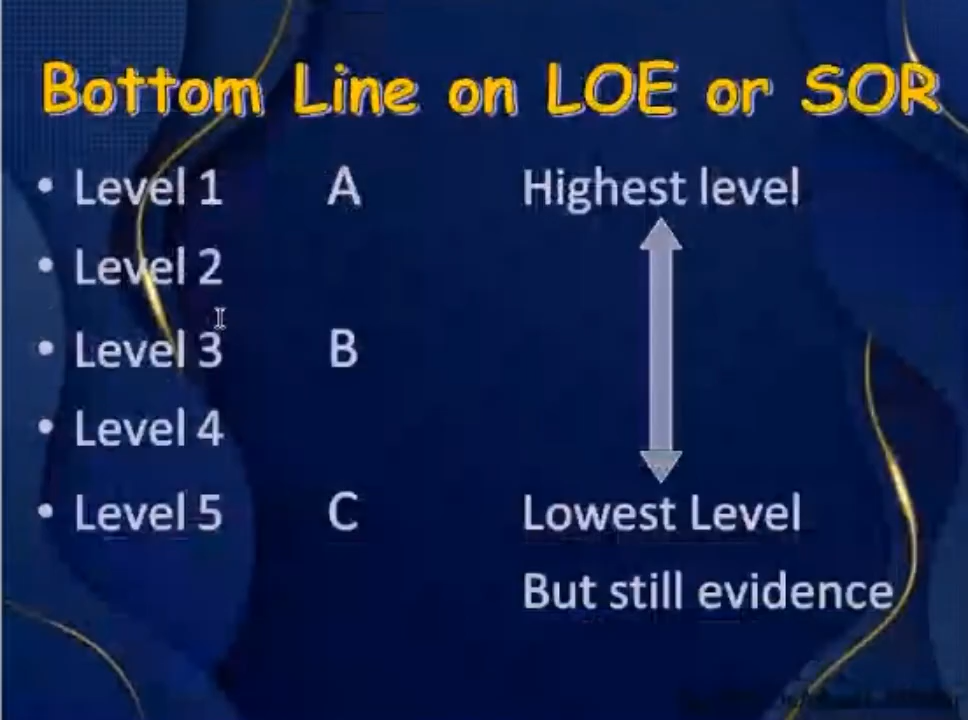 Bottom Line on LOE or SOR
• Level 1 A Highest level
• Level 2
• Level 3 B
• Level 4
• Level 5 C Lowest Level
But still evidence